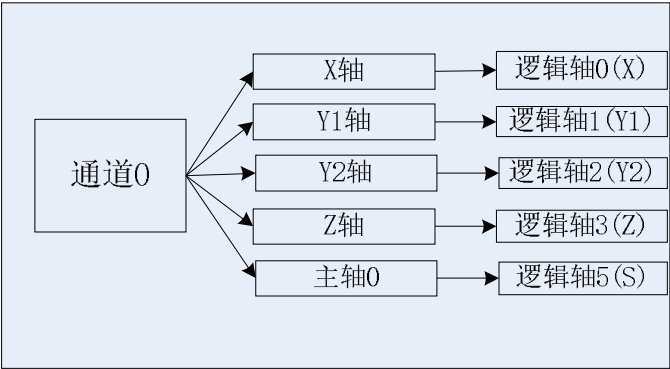 X轴
逻辑轴0(X)
Y1轴
逻辑轴1(Y1)
通道0
Y2轴
逻辑轴2(Y2)
Z轴
逻辑轴3(Z)
主轴0
逻辑轴5(S)